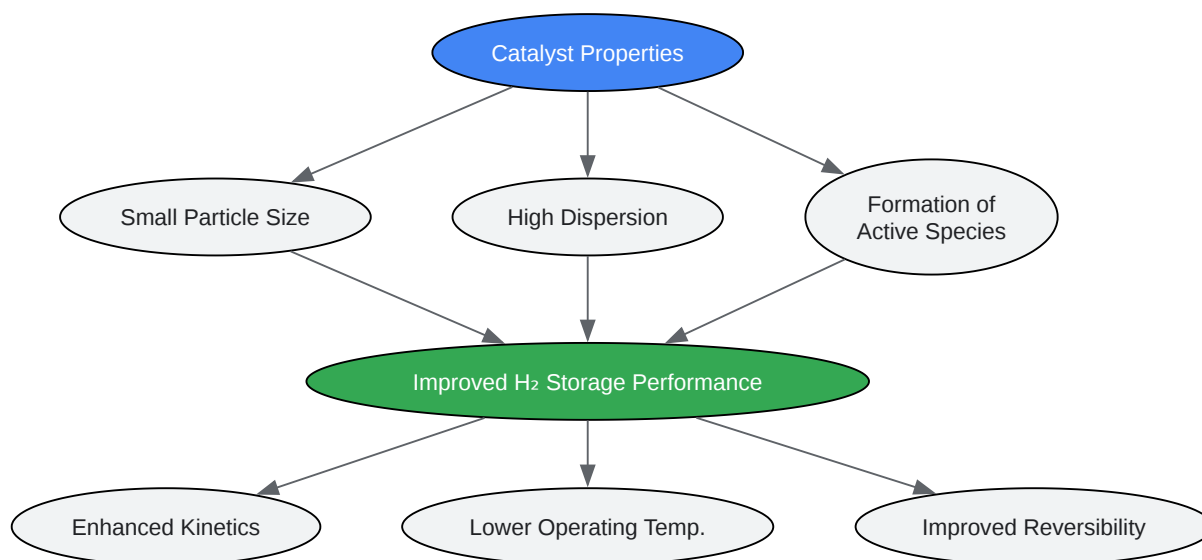 Catalyst Properties
Small Particle Size
High Dispersion
Formation of
Active Species
Improved H₂ Storage Performance
Enhanced Kinetics
Lower Operating Temp.
Improved Reversibility